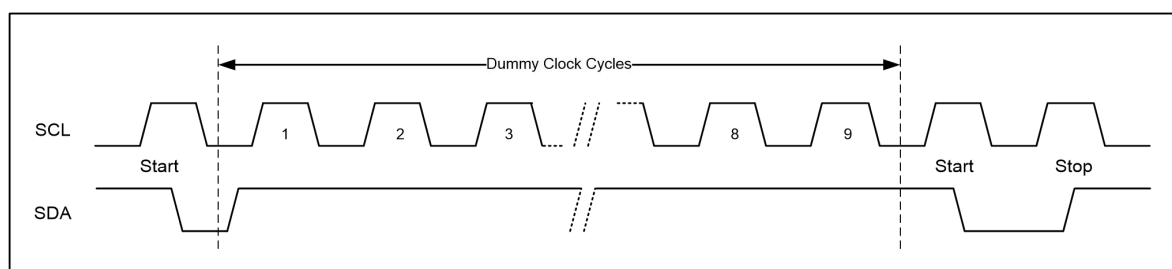 Dummy Clock Cycles
SCL
1 2 3 8 9
Start Start Stop
SDA